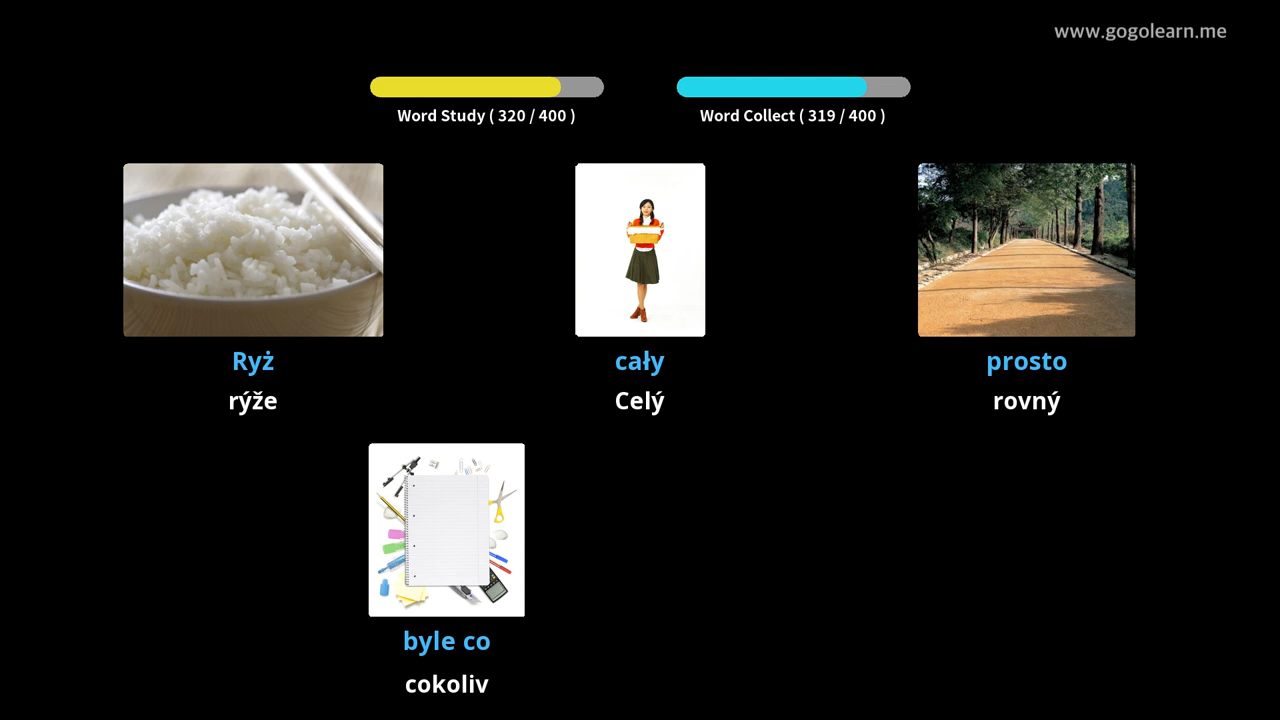 www.gogolearn.me
Word Study ( 320 / 400 )
Word Collect ( 319 / 400 )
Ryż
cały
prosto
rýže
Celý
rovný
byle co
cokoliv